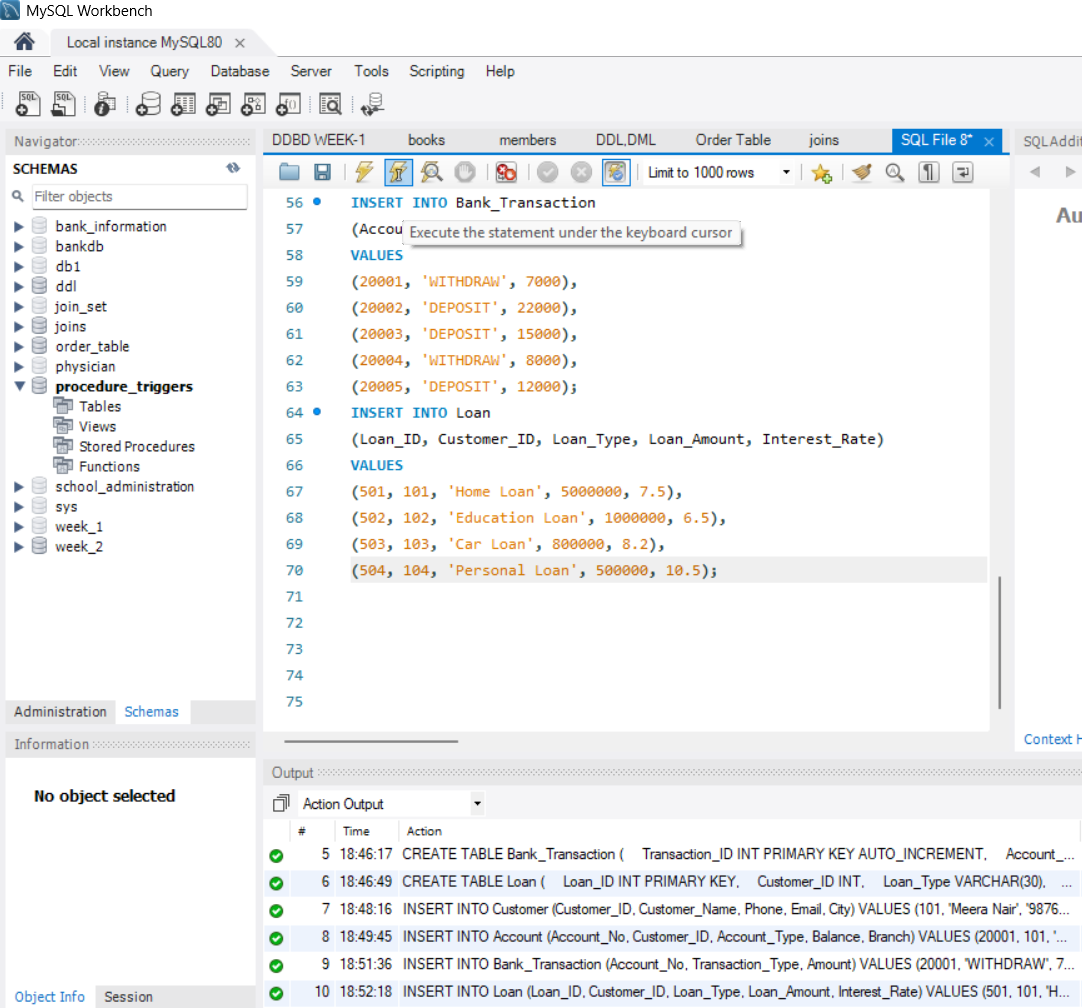 MySQL Workbench
Local instance MySQL80
File Edit View Query Database Server Tools Scripting Help
Navigator
SCHEMAS
Filter objects
bank_information
bankdb
db1
ddl
join_set
joins
order_table
physician
procedure_triggers
Tables
Views
Stored Procedures
Functions
school_administration
sys
week_1
week_2
Administration Schemas
Information
No object selected
Object Info Session
DDBD WEEK-1 books members DDL,DML Order Table joins SQL File 8* SQLAddit
Limit to 1000 rows
Au
56 INSERT INTO Bank_Transaction
57 (Accou
Execute the statement under the keyboard cursor
58 VALUES
59 (20001, 'WITHDRAW', 7000),
60 (20002, 'DEPOSIT', 22000),
61 (20003, 'DEPOSIT', 15000),
62 (20004, 'WITHDRAW', 8000),
63 (20005, 'DEPOSIT', 12000);
64 INSERT INTO Loan
65 (Loan_ID, Customer_ID, Loan_Type, Loan_Amount, Interest_Rate)
66 VALUES
67 (501, 101, 'Home Loan', 5000000, 7.5),
68 (502, 102, 'Education Loan', 1000000, 6.5),
69 (503, 103, 'Car Loan', 800000, 8.2),
70 (504, 104, 'Personal Loan', 500000, 10.5);
71
72
73
74
75
Context H
Output
Action Output
# Time Action
5 18:46:17 CREATE TABLE Bank_Transaction ( Transaction_ID INT PRIMARY KEY AUTO_INCREMENT, Account_...
6 18:46:49 CREATE TABLE Loan ( Loan_ID INT PRIMARY KEY, Customer_ID INT, Loan_Type VARCHAR(30), ...
7 18:48:16 INSERT INTO Customer (Customer_ID, Customer_Name, Phone, Email, City) VALUES (101, 'Meera Nair', '9876...
8 18:49:45 INSERT INTO Account (Account_No, Customer_ID, Account_Type, Balance, Branch) VALUES (20001, 101, '...
9 18:51:36 INSERT INTO Bank_Transaction (Account_No, Transaction_Type, Amount) VALUES (20001, 'WITHDRAW', 7...
10 18:52:18 INSERT INTO Loan (Loan_ID, Customer_ID, Loan_Type, Loan_Amount, Interest_Rate) VALUES (501, 101, 'H...